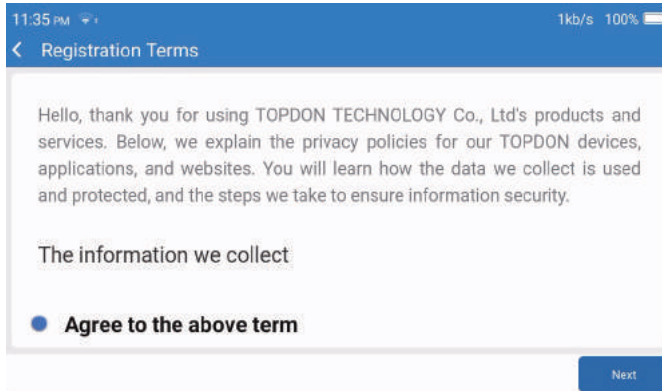 11:35 PM
1kb/s 100%
Registration Terms
Hello, thank you for using TOPDON TECHNOLOGY Co., Ltd's products and
services. Below, we explain the privacy policies for our TOPDON devices,
applications, and websites. You will learn how the data we collect is used
and protected, and the steps we take to ensure information security.
The information we collect
Agree to the above term
Next